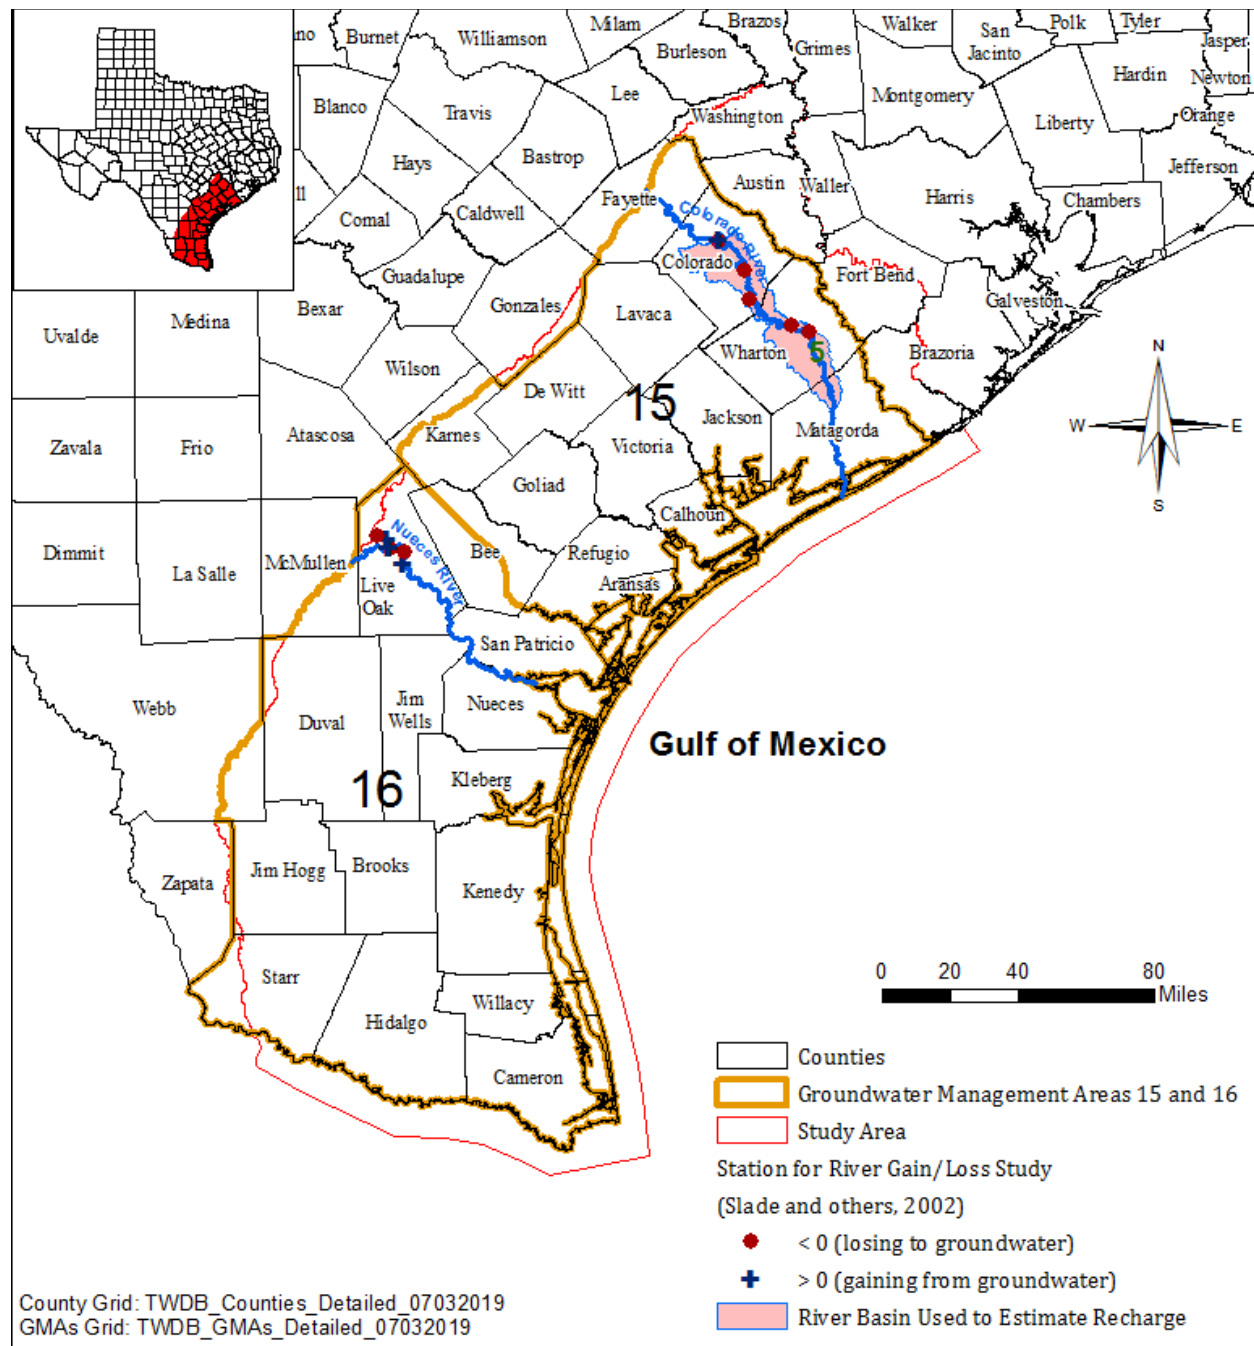 no
Burnet
Williamson
Milam
Brazos
Walker
Polk
Tyler
Burleson
Grimes
San
Jacinto
Jasper
Hardin
Newton
Blanco
Travis
Lee
Washington
Montgomery
Liberty
Orange
Hays
Bastrop
Austin
Waller
Harris
Jefferson
ll
Comal
Caldwell
Fayette
Colorado River
Chambers
Guadalupe
Colorado
Fort Bend
Galveston
Bexar
Gonzales
Lavaca
Medina
Uvalde
Wilson
Wharton
5
Brazoria
De Witt
15
Jackson
Matagorda
Zavala
Frio
Atascosa
Karnes
Victoria
Goliad
Calhoun
Dimmit
La Salle
McMullen
Nueces River
Bee
Refugio
Aransas
Live
Oak
San Patricio
Webb
Duval
Jim
Wells
Nueces
Gulf of Mexico
16
Kleberg
Zapata
Jim Hogg
Brooks
Kenedy
Starr
Hidalgo
Willacy
Cameron
N
W
E
S
0 20 40 80
Miles
Counties
Groundwater Management Areas 15 and 16
Study Area
Station for River Gain/Loss Study
(Slade and others, 2002)
< 0 (losing to groundwater)
> 0 (gaining from groundwater)
River Basin Used to Estimate Recharge
County Grid: TWDB_Counties_Detailed_07032019
GMAs Grid: TWDB_GMAs_Detailed_07032019